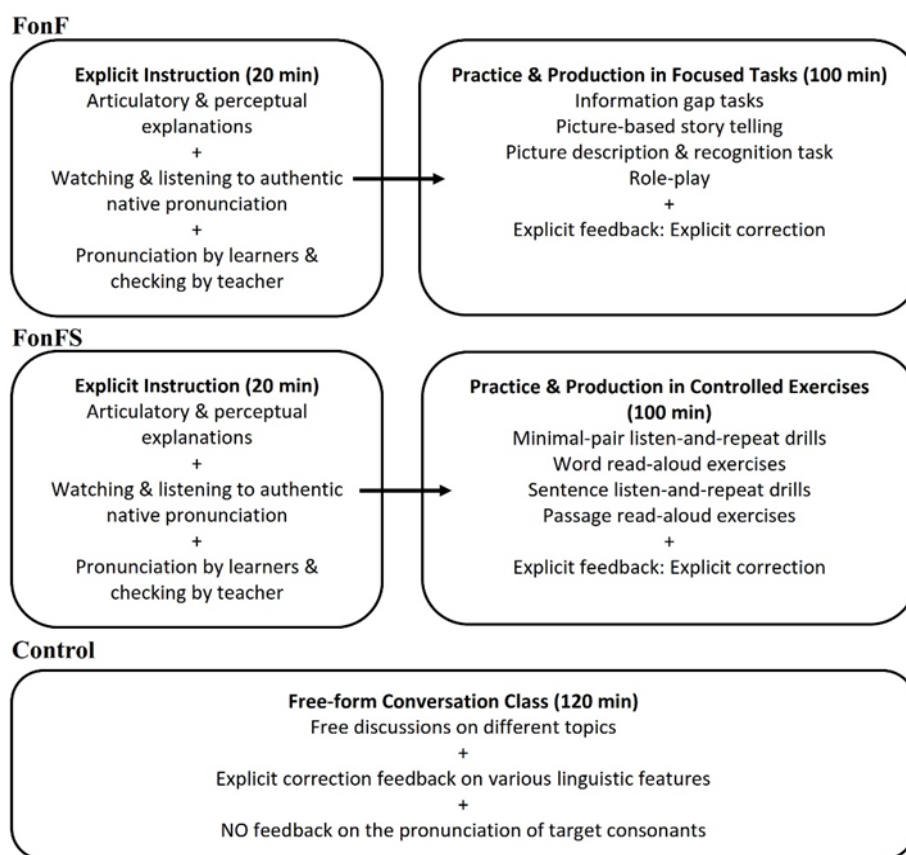 FonF
Explicit Instruction (20 min)
Articulatory & perceptual
explanations
+
Watching & listening to authentic
native pronunciation
+
Pronunciation by learners &
checking by teacher
Practice & Production in Focused Tasks (100 min)
Information gap tasks
Picture-based story telling
Picture description & recognition task
Role-play
+
Explicit feedback: Explicit correction
FonFS
Explicit Instruction (20 min)
Articulatory & perceptual
explanations
+
Watching & listening to authentic
native pronunciation
+
Pronunciation by learners &
checking by teacher
Practice & Production in Controlled Exercises
(100 min)
Minimal-pair listen-and-repeat drills
Word read-aloud exercises
Sentence listen-and-repeat drills
Passage read-aloud exercises
+
Explicit feedback: Explicit correction
Control
Free-form Conversation Class (120 min)
Free discussions on different topics
+
Explicit correction feedback on various linguistic features
+
NO feedback on the pronunciation of target consonants